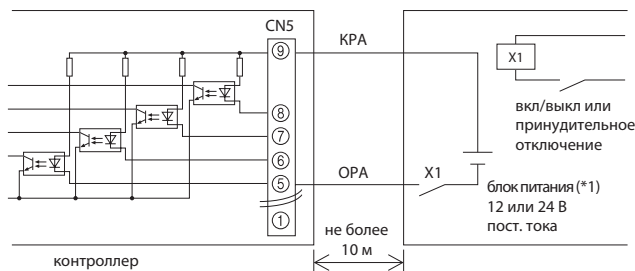 CN5
⑨
КРА
⑧
⑦
⑥
⑤
ОРА
X1
①
X1
вкл/выкл или
принудительное
отключение
блок питания (*1)
12 или 24 В
пост. тока
не более
10 м
контроллер